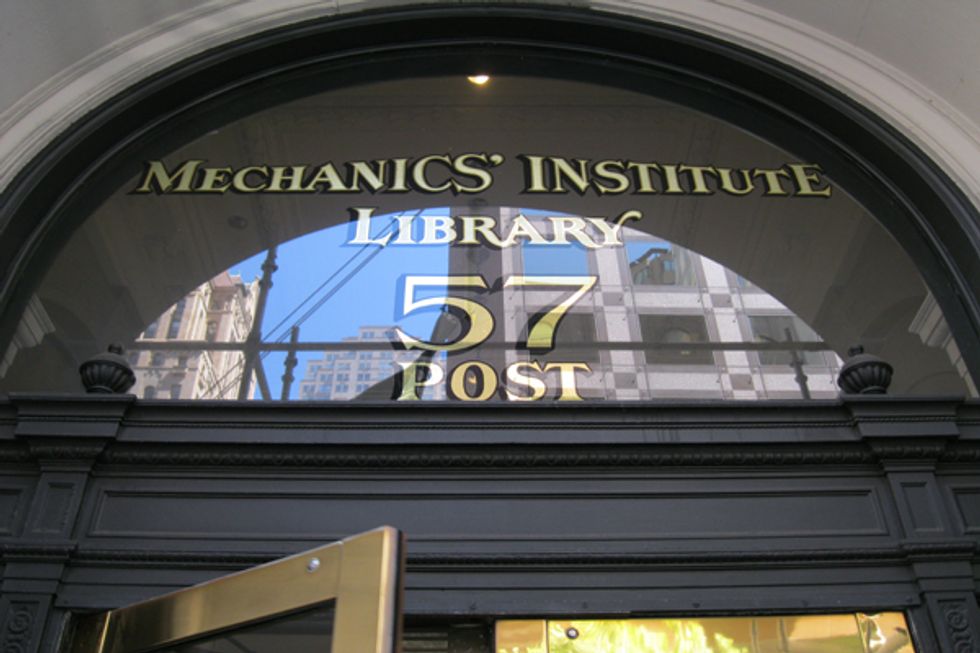 MECHANICS' INSTITUTE
LIBRARY
57
POST